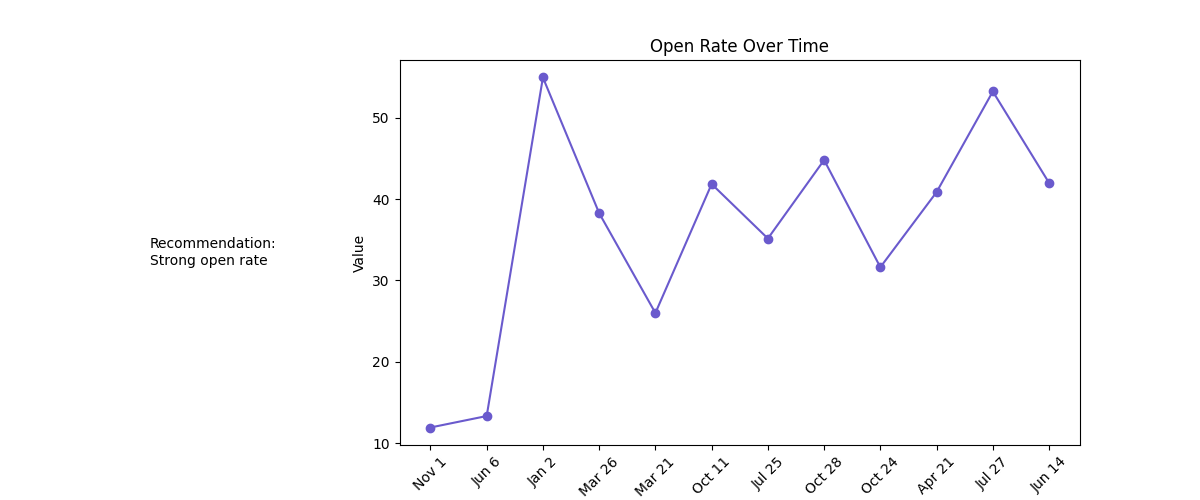 Open Rate Over Time
Recommendation:
Strong open rate
Value
50
40
30
20
10
Nov 1
Jun 6
Jan 2
Mar 26
Mar 21
Oct 11
Jul 25
Oct 28
Oct 24
Apr 21
Jul 27
Jun 14